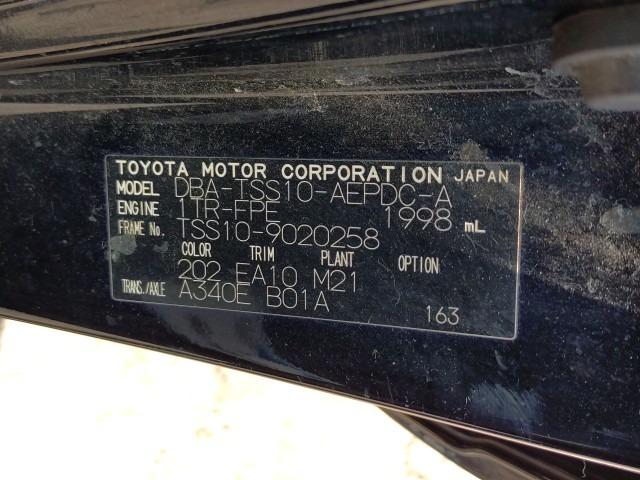 TOYOTA MOTOR CORPORATION JAPAN
MODEL DBA-TSS10-AEPDC-A
ENGINE 1TR-FPE 1998 mL
FRAME No. TSS10-9020258
COLOR TRIM PLANT OPTION
202 EA10 M21
TRANS./AXLE A340E B01A
163